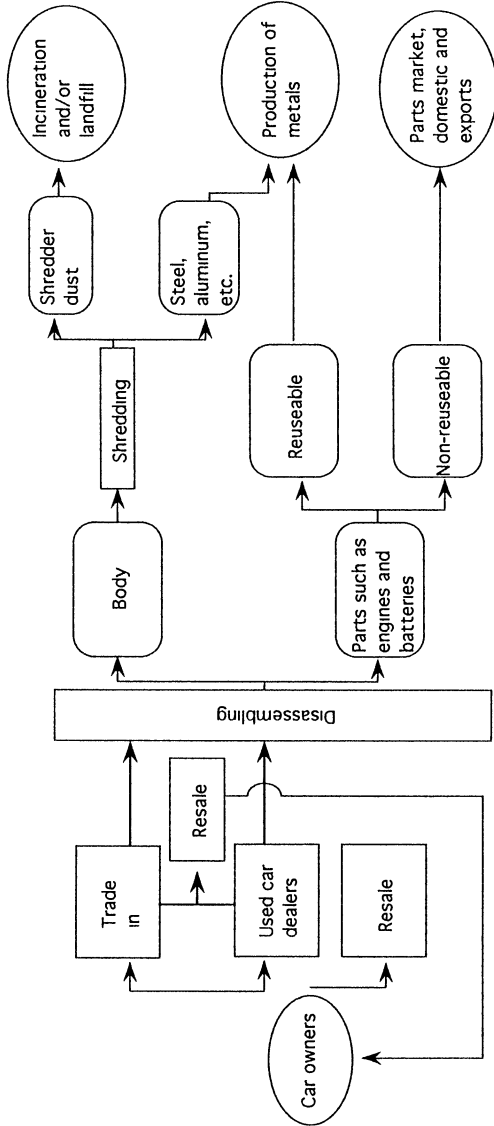 Car owners
Resale
Trade
in
Used car
dealers
Resale
Disassembling
Body
Parts such as
engines and
batteries
Shredding
Reuseable
Non-reuseable
Shredder
dust
Steel,
aluminum,
etc.
Incineration
and/or
landfill
Production of
metals
Parts market,
domestic and
exports